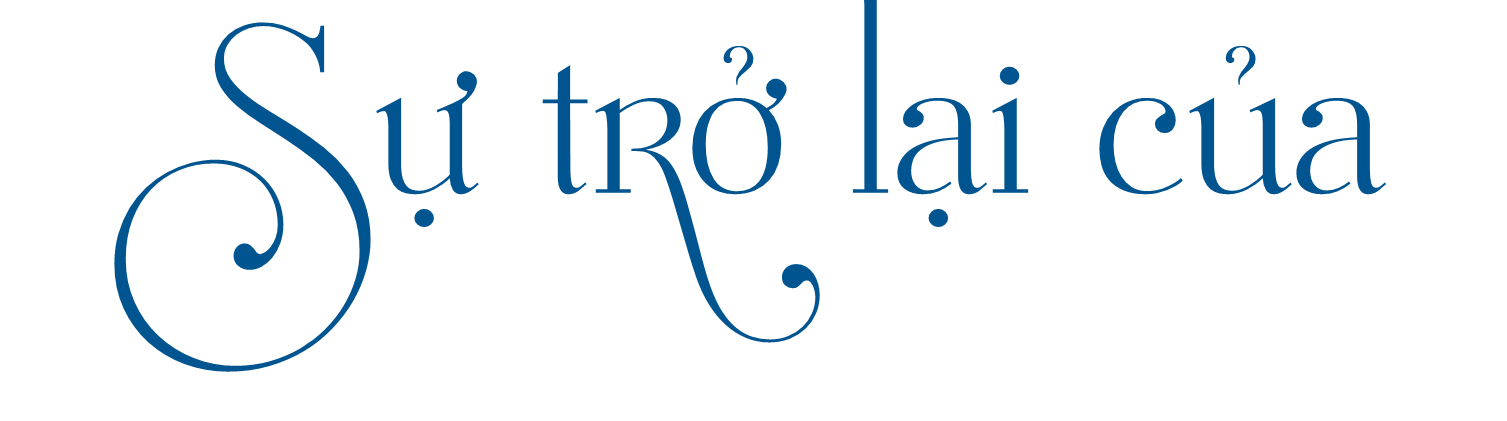 Sự trở lại của